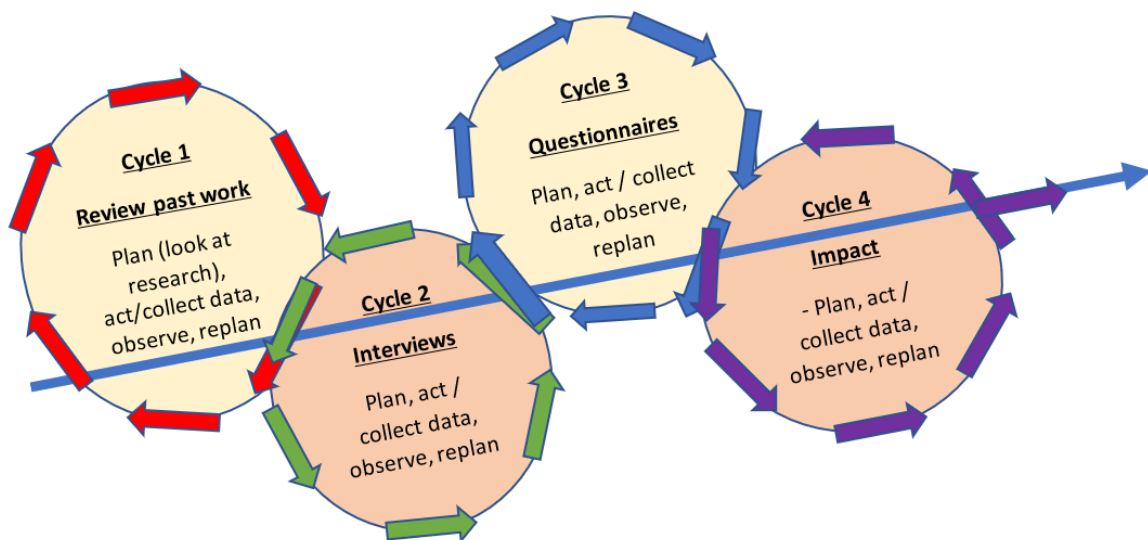 Cycle 1
Review past work
Plan (look at
research),
act/collect data,
observe, replan
Cycle 2
Interviews
Plan, act /
collect data,
observe, replan
Cycle 3
Questionnaires
Plan, act / collect
data, observe,
replan
Cycle 4
Impact
- Plan, act /
collect data,
observe, replan